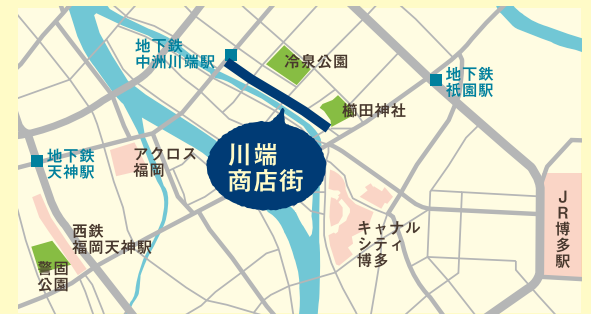 地下鉄
中洲川端駅
冷泉公園
地下鉄
祇園駅
櫛田神社
地下鉄
天神駅
アクロス
福岡
川端
商店街
西鉄
福岡天神駅
キャナル
シティ
博多
JR博多駅
警固
公園